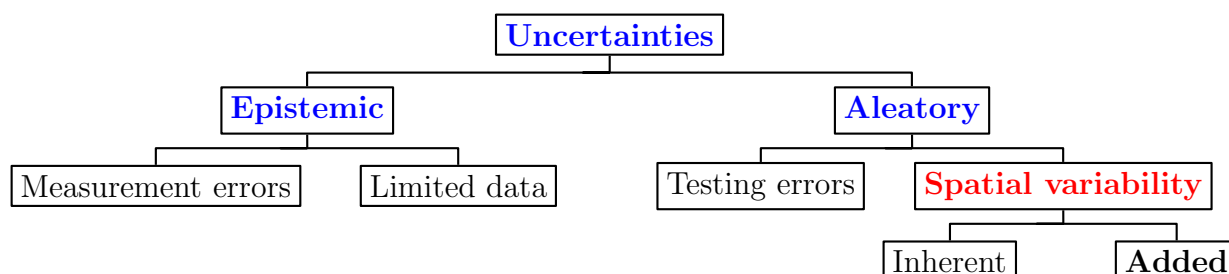 Uncertainties
Epistemic
Aleatory
Measurement errors
Limited data
Testing errors
Spatial variability
Inherent
Added